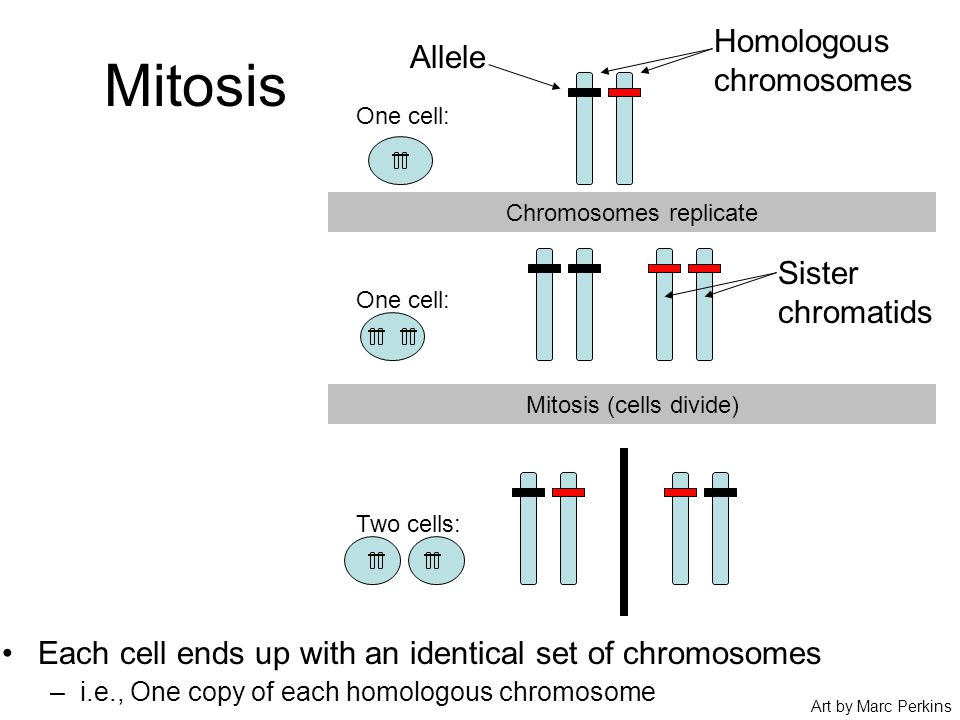 Mitosis
Allele
Homologous
chromosomes
One cell:
Chromosomes replicate
Sister
chromatids
One cell:
Mitosis (cells divide)
Two cells:
• Each cell ends up with an identical set of chromosomes
– i.e., One copy of each homologous chromosome
Art by Marc Perkins